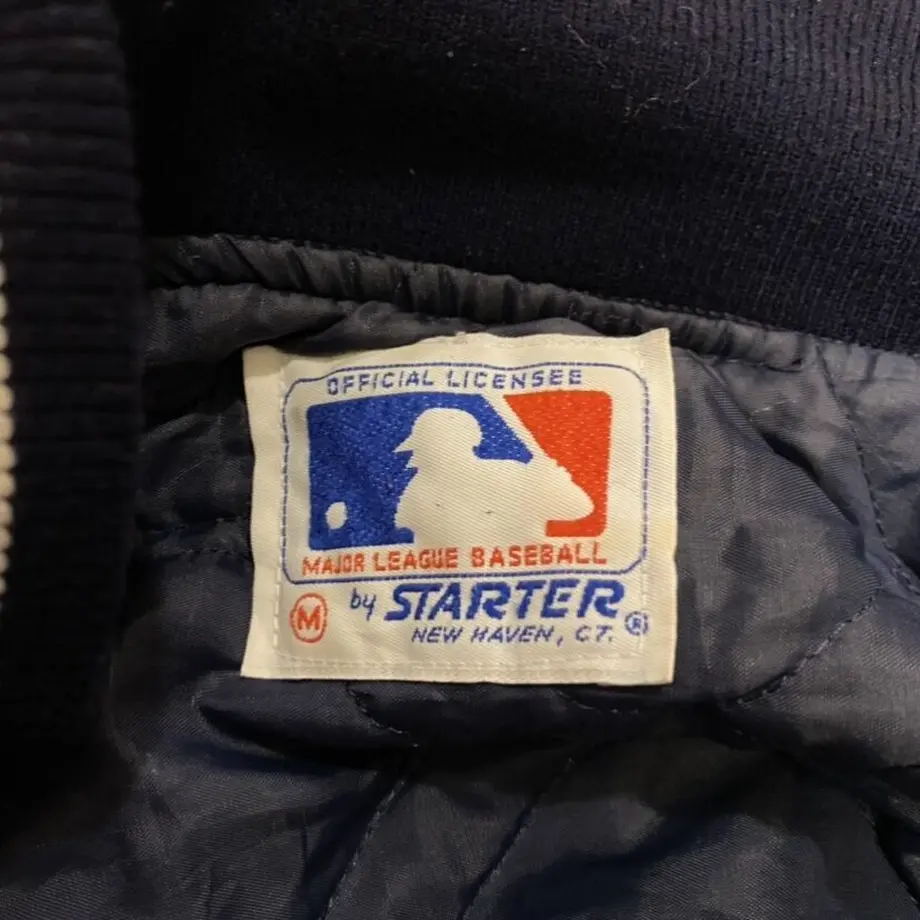 OFFICIAL LICENSEE
MAJOR LEAGUE BASEBALL
M by STARTER
NEW HAVEN, CT. ®